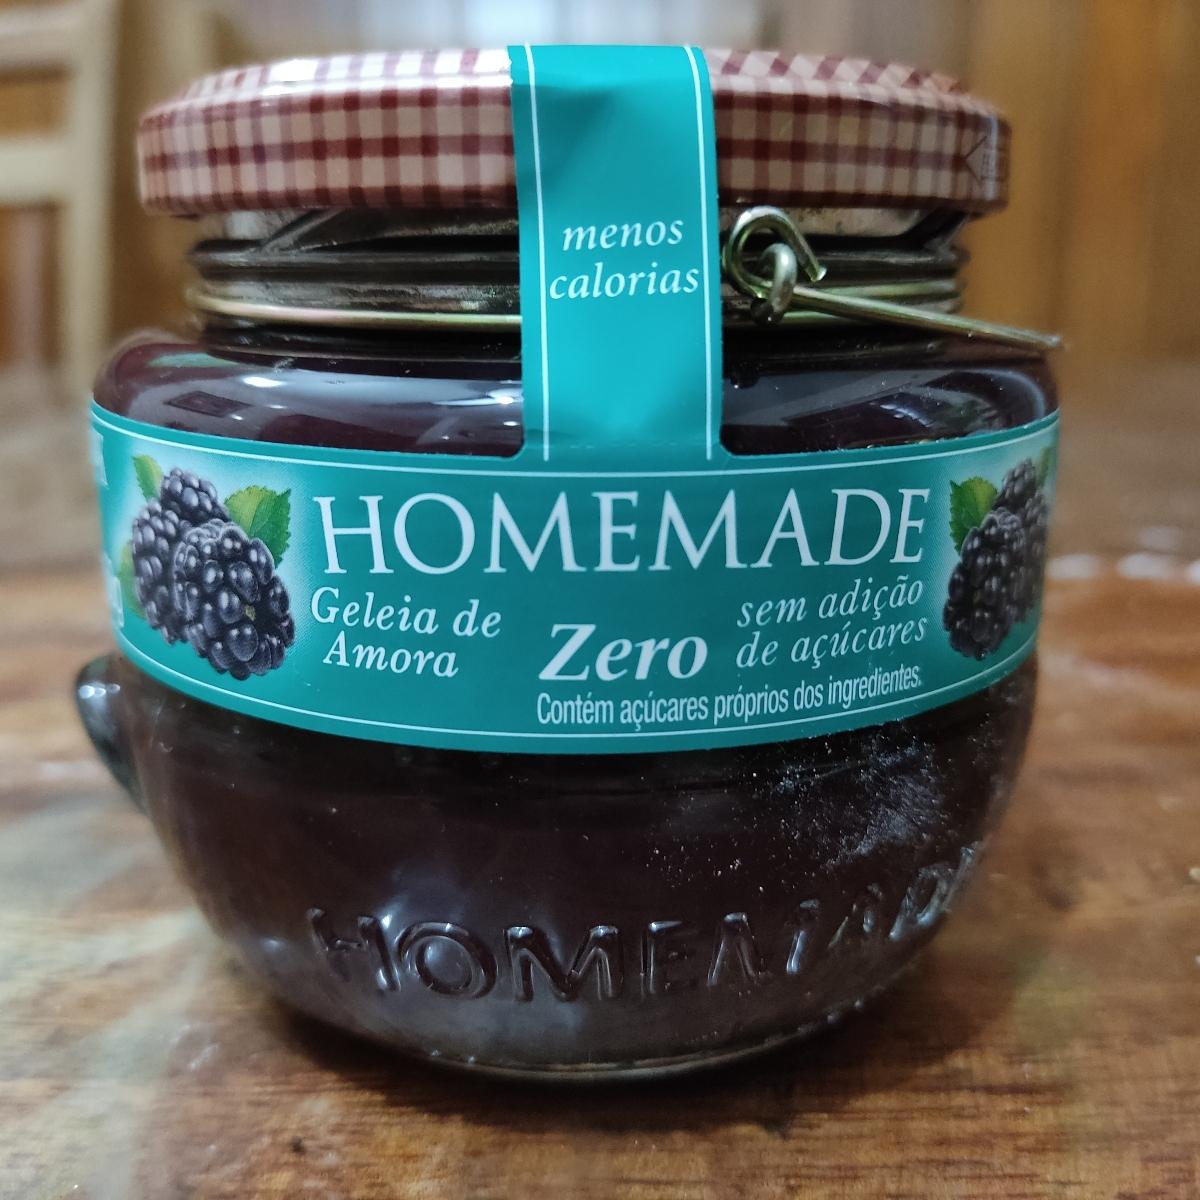 menos
calorias
HOMEMADE
Geleia de
Amora
Zero
sem adição
de açúcares
Contém açúcares próprios dos ingredientes.
HOMEMADE